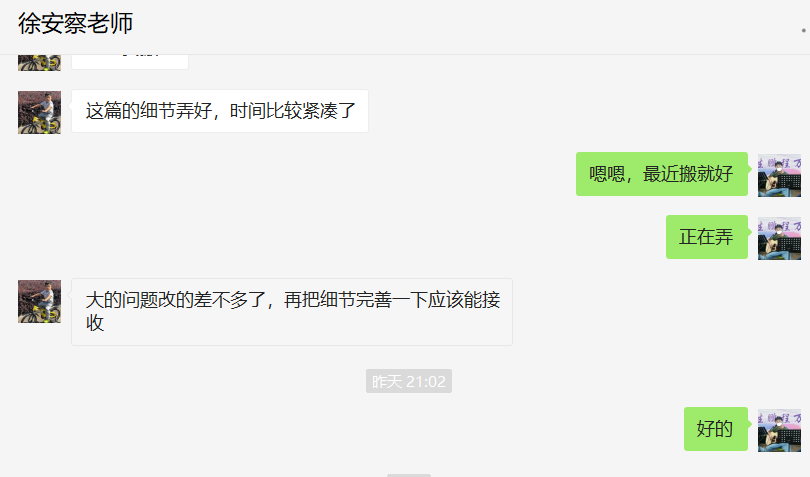 徐安察老师
这篇的细节弄好，时间比较紧凑了
嗯嗯，最近搬就好
正在弄
大的问题改的差不多了，再把细节完善一下应该能接
收
昨天 21:02
好的